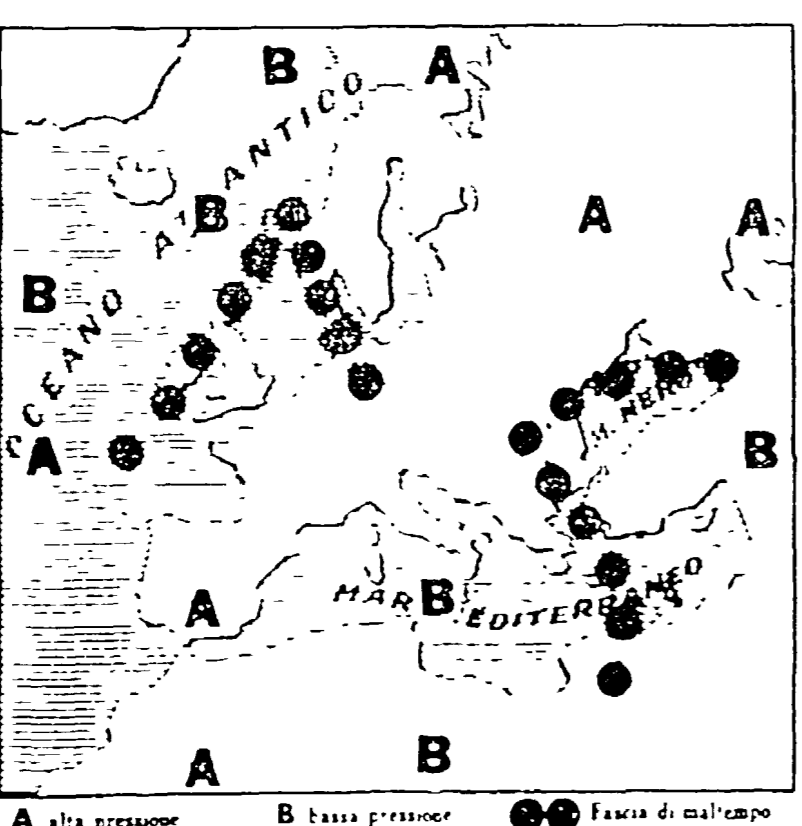 B A
OCEANO ATLANTICO
B A A
B
M. NERO
A B
MAR MEDITERRANEO
A B
A B
A alta pressione B bassa pressione Fascia di maltempo